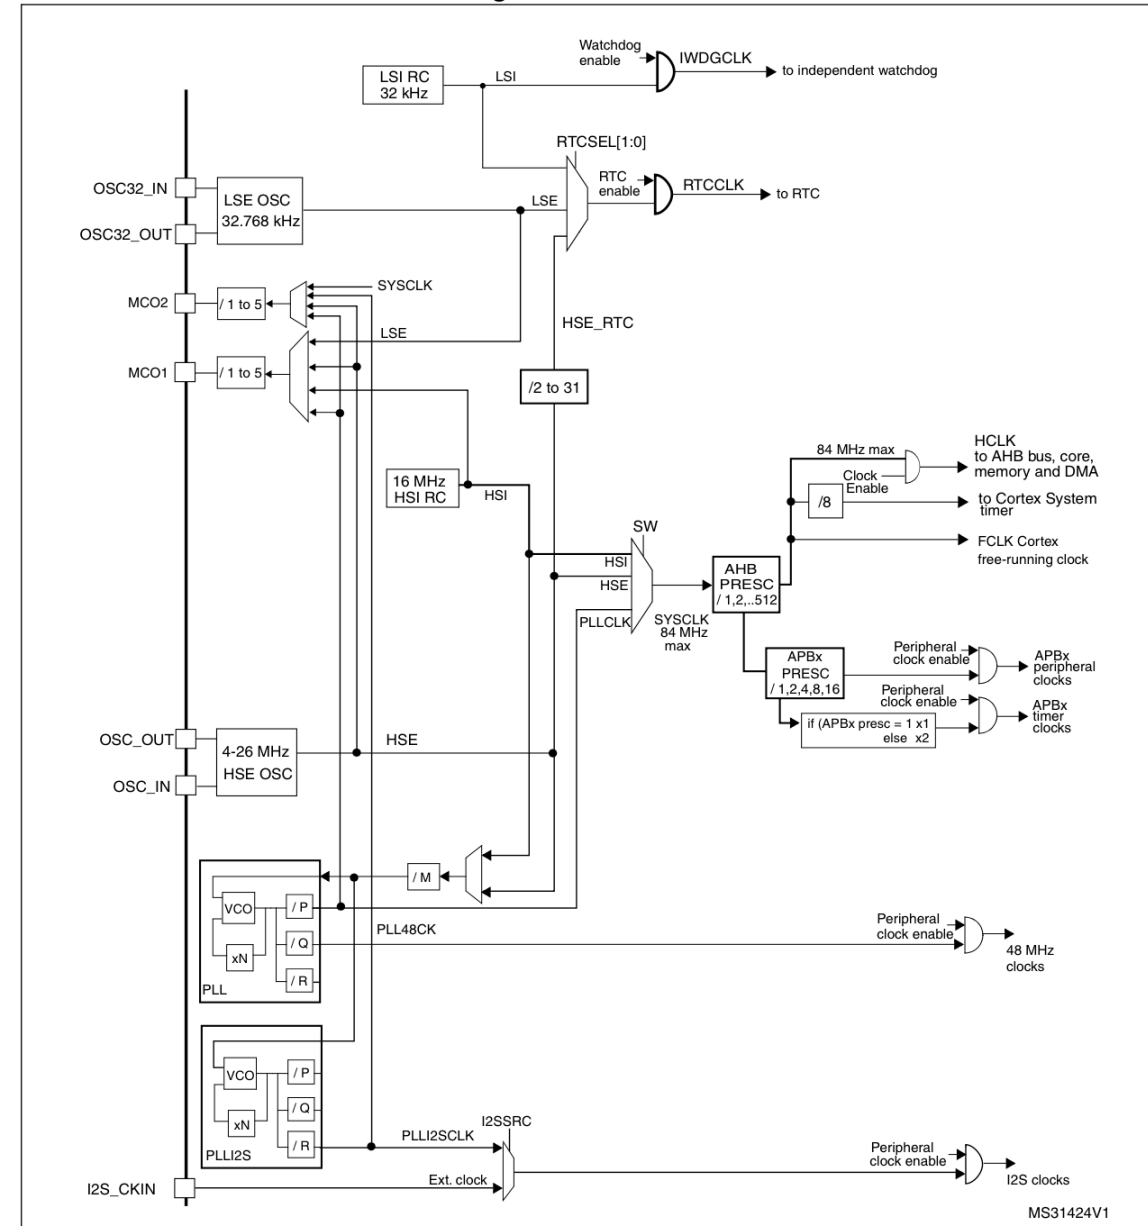 Watchdog
enable
IWDGCLK
to independent watchdog
LSI RC
32 kHz
LSI
RTCSEL[1:0]
OSC32_IN
LSE OSC
32.768 kHz
OSC32_OUT
LSE
RTC
enable
RTCCLK
to RTC
MCO2
/ 1 to 5
SYSCLK
HSE_RTC
LSE
MCO1
/ 1 to 5
/2 to 31
16 MHz
HSI RC
HSI
84 MHz max
Clock
Enable
HCLK
to AHB bus, core,
memory and DMA
/8
to Cortex System
timer
FCLK Cortex
free-running clock
SW
HSI
HSE
PLLCLK
SYSCLK
84 MHz
max
AHB
PRESC
/ 1,2,..512
APBx
PRESC
/ 1,2,4,8,16
Peripheral
clock enable
APBx
peripheral
clocks
Peripheral
clock enable
APBx
timer
clocks
if (APBx presc = 1 x1
else x2
OSC_OUT
4-26 MHz
HSE OSC
OSC_IN
HSE
/ M
VCO
/ P
xN
/ Q
/ R
PLL
PLL48CK
Peripheral
clock enable
48 MHz
clocks
VCO
/ P
xN
/ Q
/ R
PLLI2S
PLLI2SCLK
I2SSRC
Ext. clock
I2S_CKIN
Peripheral
clock enable
I2S clocks
MS31424V1